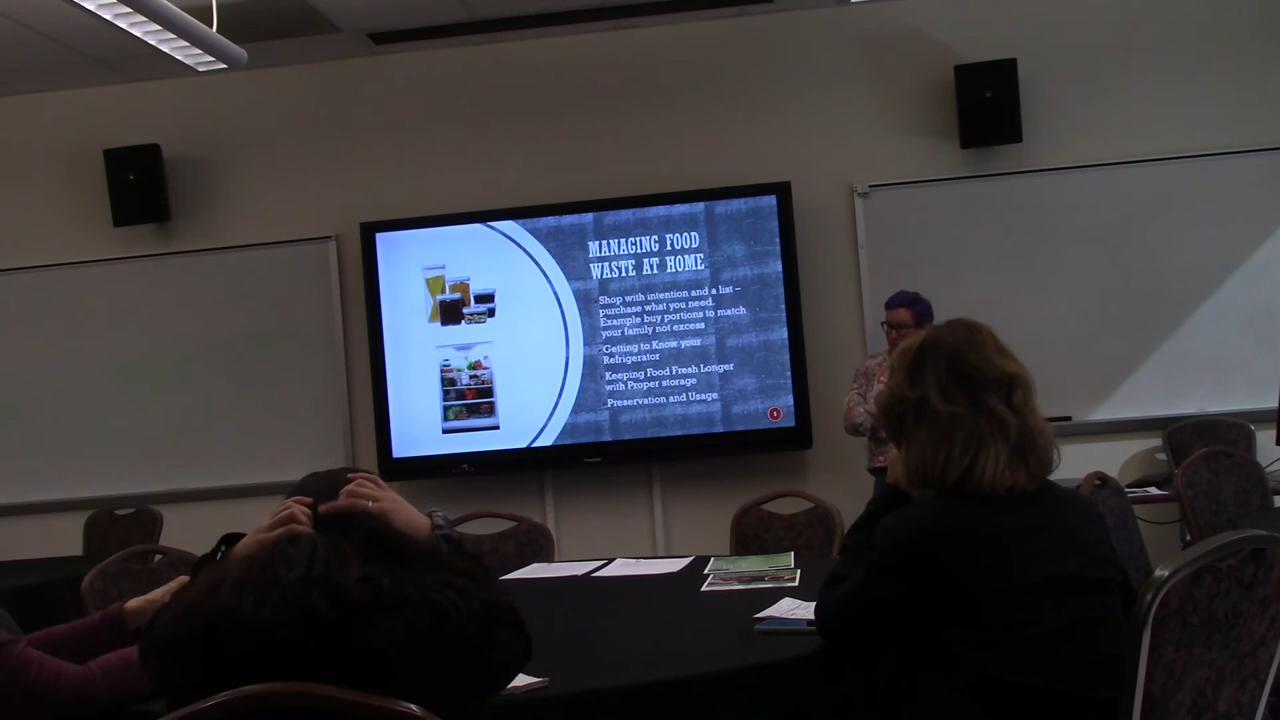 MANAGING FOOD
WASTE AT HOME
Shop with intention and a list –
purchase what you need.
Example buy portions to match
your family not excess
Getting to Know your
Refrigerator
Keeping Food Fresh Longer
with Proper storage
Preservation and Usage